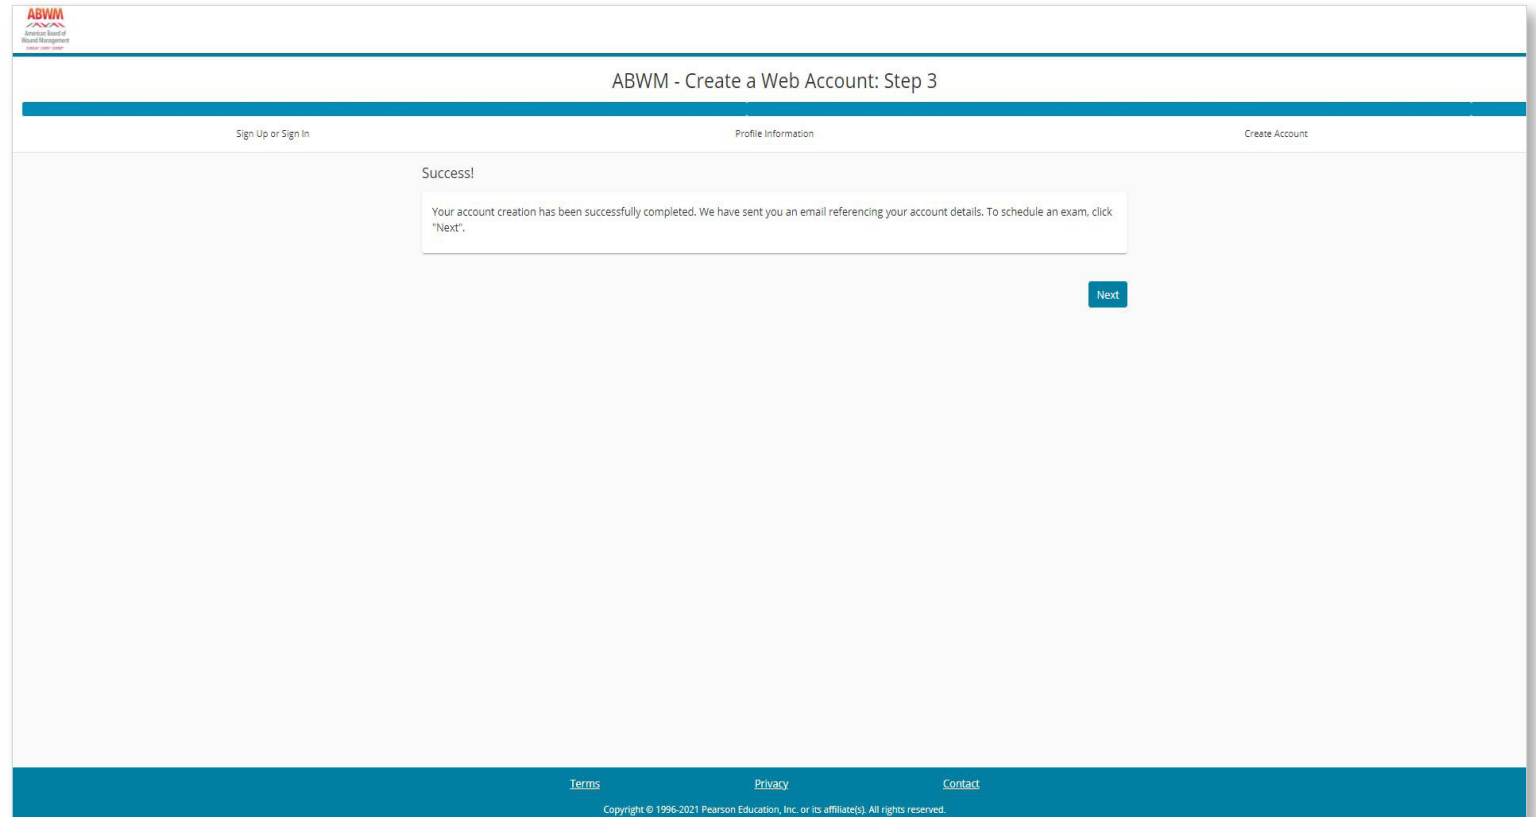 ABWM
American Board of
Wound Management
ABWM - Create a Web Account: Step 3
Sign Up or Sign In
Profile Information
Create Account
Success!
Your account creation has been successfully completed. We have sent you an email referencing your account details. To schedule an exam, click
"Next".
Next
Terms
Privacy
Contact
Copyright © 1996-2021 Pearson Education, Inc. or its affiliate(s). All rights reserved.